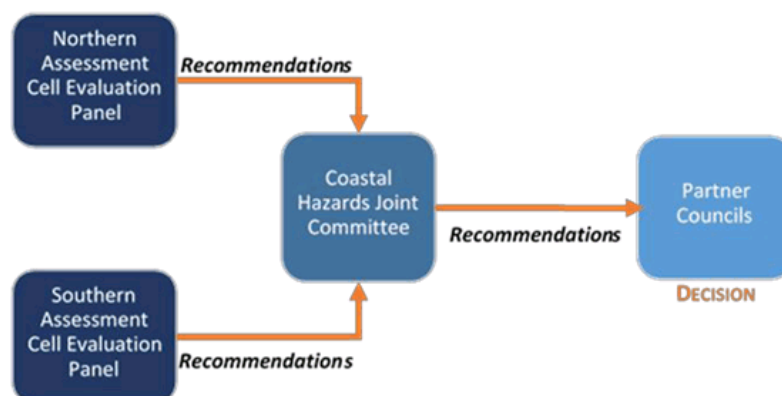 Northern
Assessment
Cell Evaluation
Panel
Recommendations
Coastal
Hazards Joint
Committee
Recommendations
Partner
Councils
DECISION
Southern
Assessment
Cell Evaluation
Panel
Recommendations